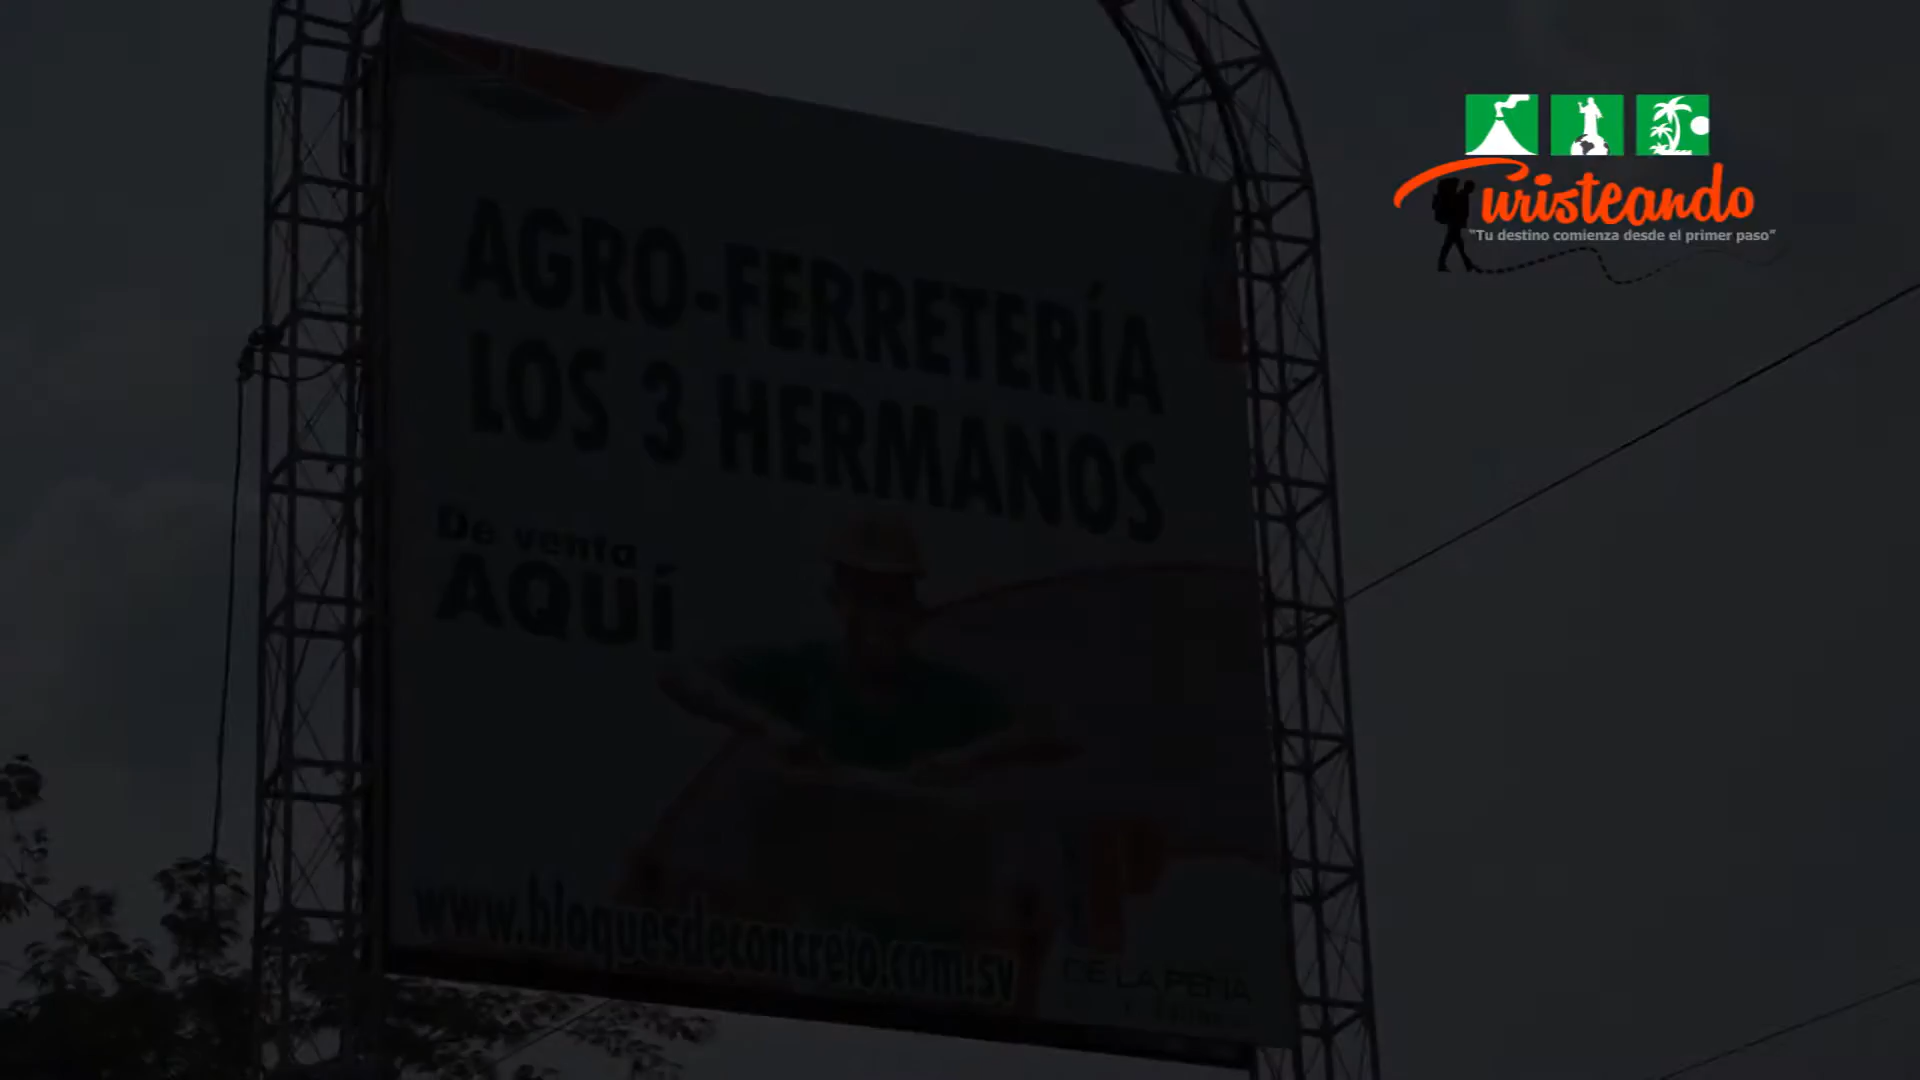 AGRO-FERRETERÍA
LOS 3 HERMANOS
De venta
AQUÍ
www.bloquesdeconcreto.com.sv
DE LA PEÑA
Turisteando
"Tu destino comienza desde el primer paso"